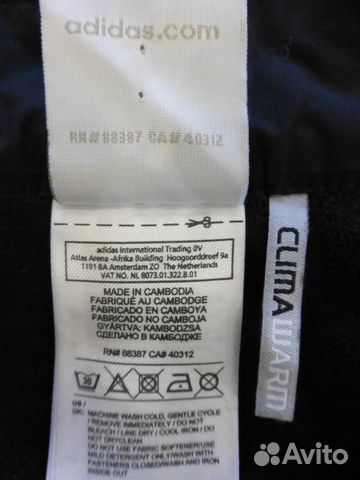 adidas.com
RN# 88387 CA# 40312
adidas International Trading BV
Atlas Arena -Afrika Building Hoogoorddreef 9a
1101 BA Amsterdam ZO The Netherlands
VAT NO. NL 8073.01.322.B.01
MADE IN CAMBODIA
FABRIQUÉ AU CAMBODGE
FABRICADO EN CAMBOYA
FABRICADO NO CAMBOJA
GYÁRTVA: KAMBODZSA
СДЕЛАНО В КАМБОДЖЕ
RN# 88387 CA# 40312
30
US /
UK: MACHINE WASH COLD, GENTLE CYCLE
/ REMOVE IMMEDIATELY / DO NOT
BLEACH / LINE DRY / COOL IRON / DO
NOT DRYCLEAN
DO NOT USE FABRIC SOFTENER/USE
MILD DETERGENT ONLY/WASH WITH
FASTENERS CLOSED/WASH AND IRON
INSIDE OUT
CLIMAWARM
Avito